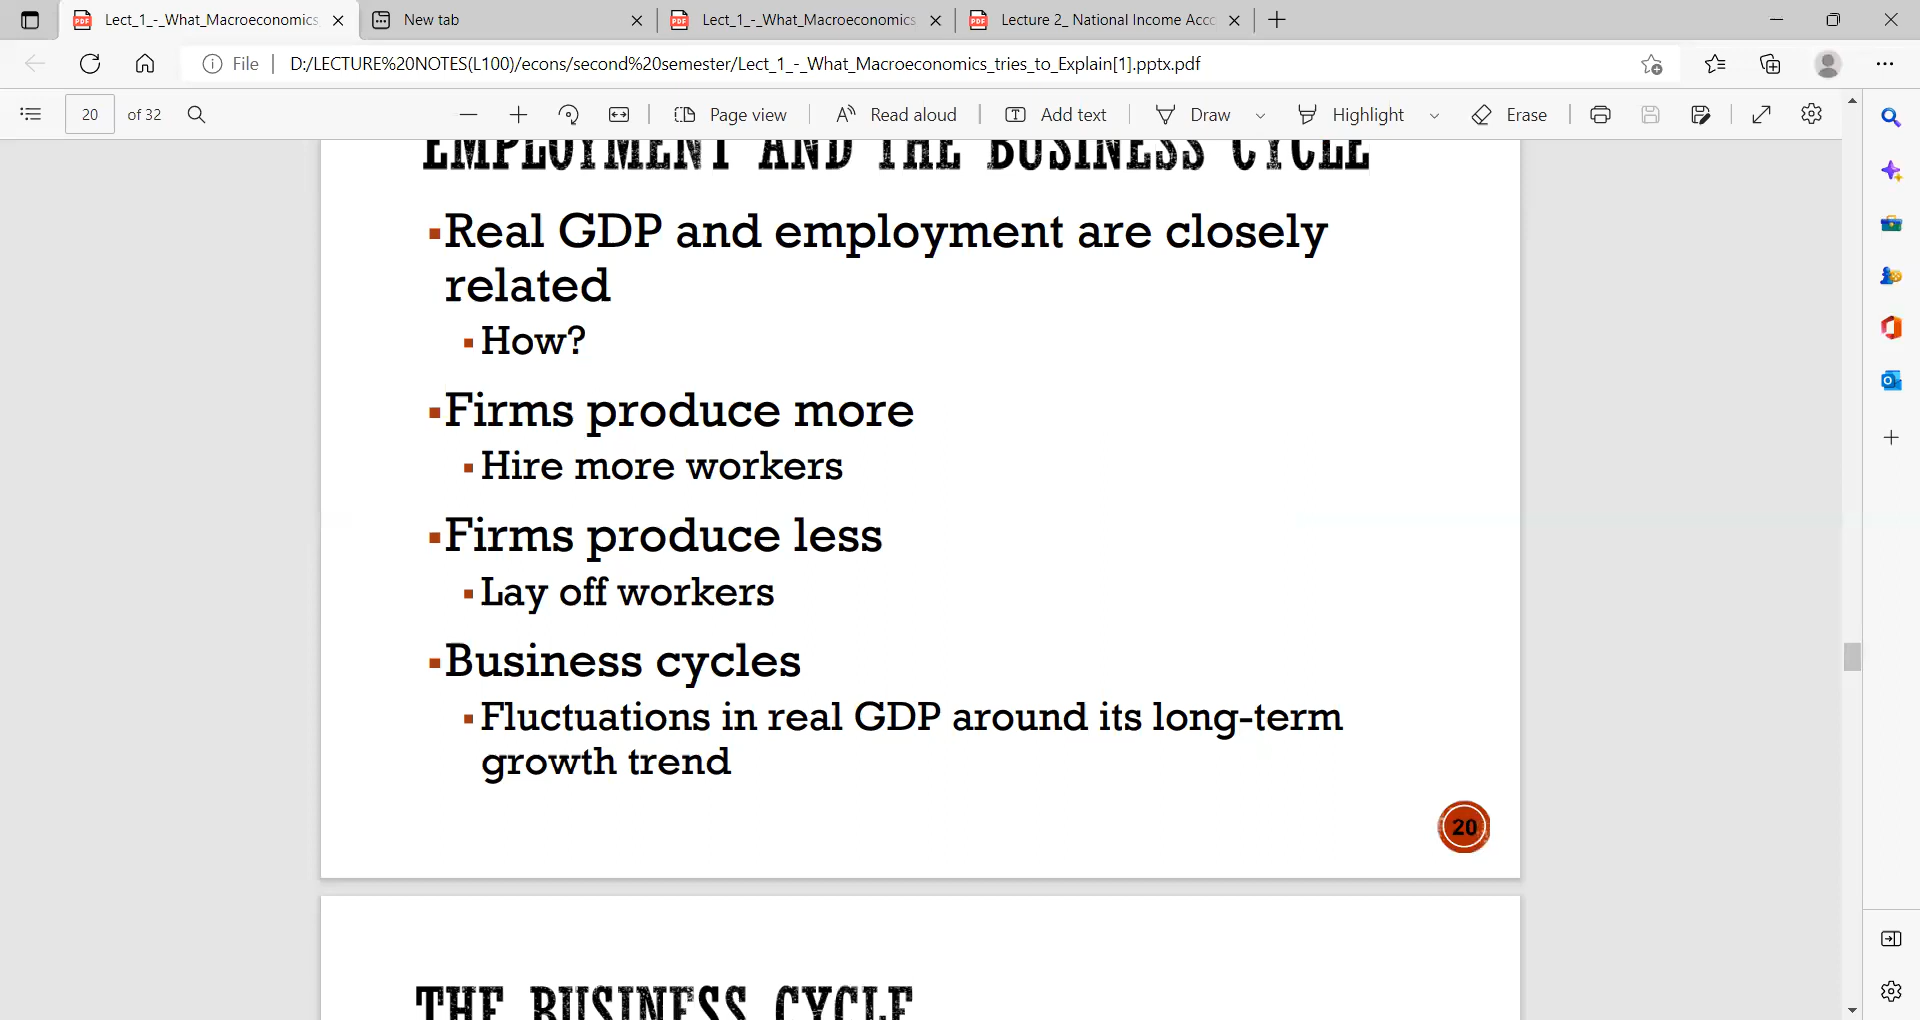 Lect_1_-_What_Macroeconomics
New tab
Lect_1_-_What_Macroeconomics
Lecture 2_ National Income Acc
File
D:/LECTURE%20NOTES(L100)/econs/second%20semester/Lect_1_-_What_Macroeconomics_tries_to_Explain[1].pptx.pdf
20 of 32
Page view
Read aloud
Add text
Draw
Highlight
Erase
EMPLOYMENT AND THE BUSINESS CYCLE
▪Real GDP and employment are closely
related
▪How?
▪Firms produce more
▪Hire more workers
▪Firms produce less
▪Lay off workers
▪Business cycles
▪Fluctuations in real GDP around its long-term
growth trend
20
THE BUSINESS CYCLE